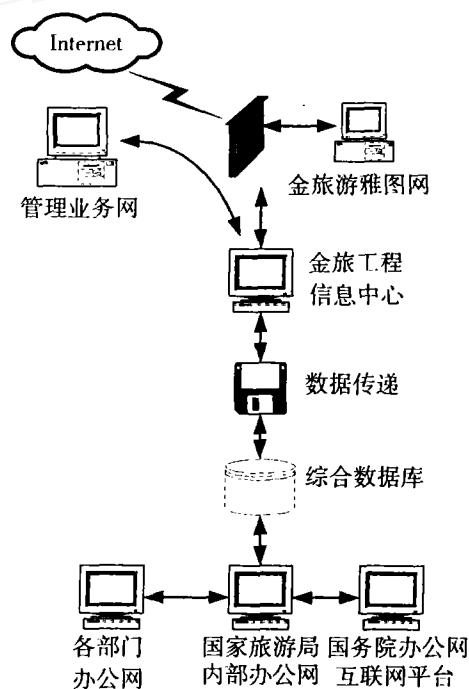 Internet
金旅游雅图网
管理业务网
金旅工程
信息中心
数据传递
综合数据库
各部门
办公网
国家旅游局
内部办公网
国务院办公网
互联网平台